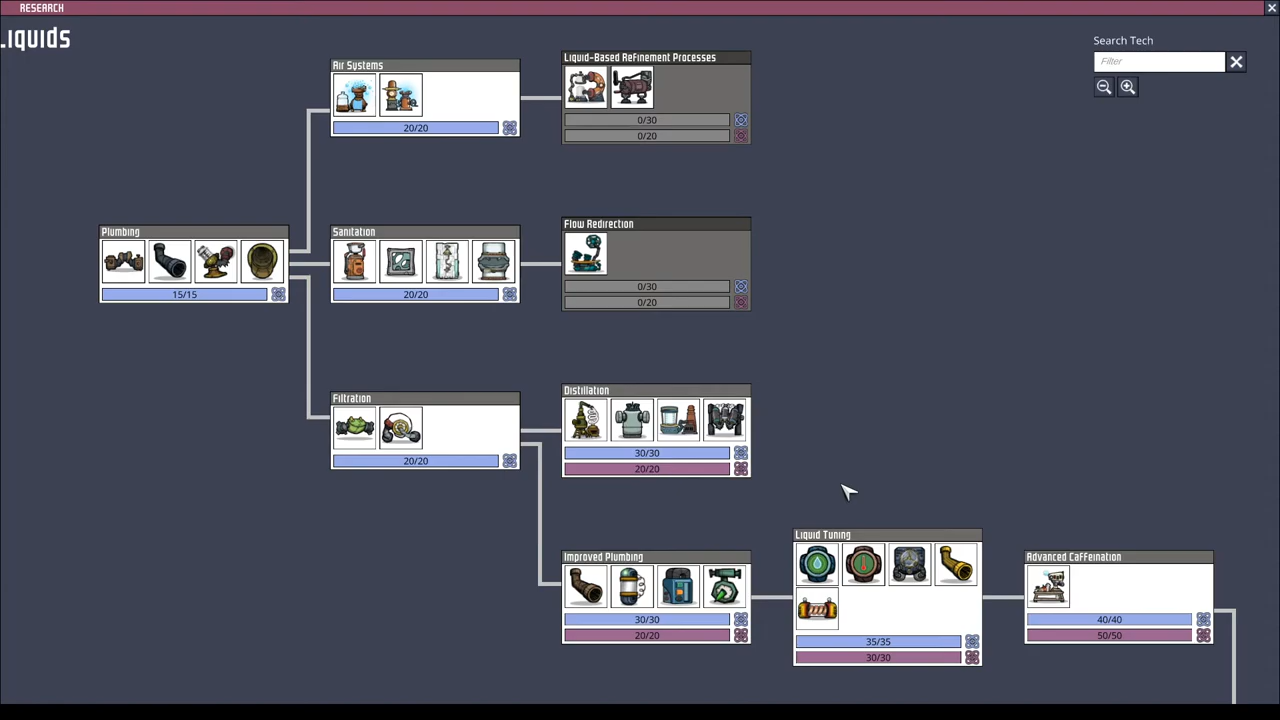 RESEARCH
Liquids
Search Tech
Filter
Air Systems
20/20
Liquid-Based Refinement Processes
0/30
0/20
Plumbing
15/15
Sanitation
20/20
Flow Redirection
0/30
0/20
Filtration
20/20
Distillation
30/30
20/20
Improved Plumbing
30/30
20/20
Liquid Tuning
35/35
30/30
Advanced Caffeination
40/40
50/50